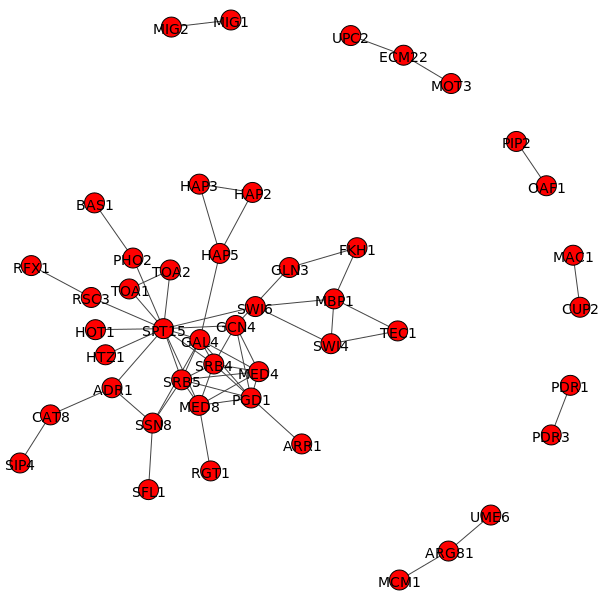 MIG2
MIG1
UPC2
ECM22
MOT3
PIP2
OAF1
HAP3
HAP2
BAS1
HAP5
FKH1
MAC1
PHO2
TOA2
RFX1
GLN3
TOA1
RSC3
SWI6
MBP1
CUP2
HOT1
SPT15
GCN4
TEC1
GAL4
SWI4
HTZ1
SRB4
MED4
SRB5
ADR1
PDR1
PGD1
MED8
CAT8
SSN8
PDR3
ARR1
SIP4
RGT1
SFL1
UME6
ARG81
MCM1